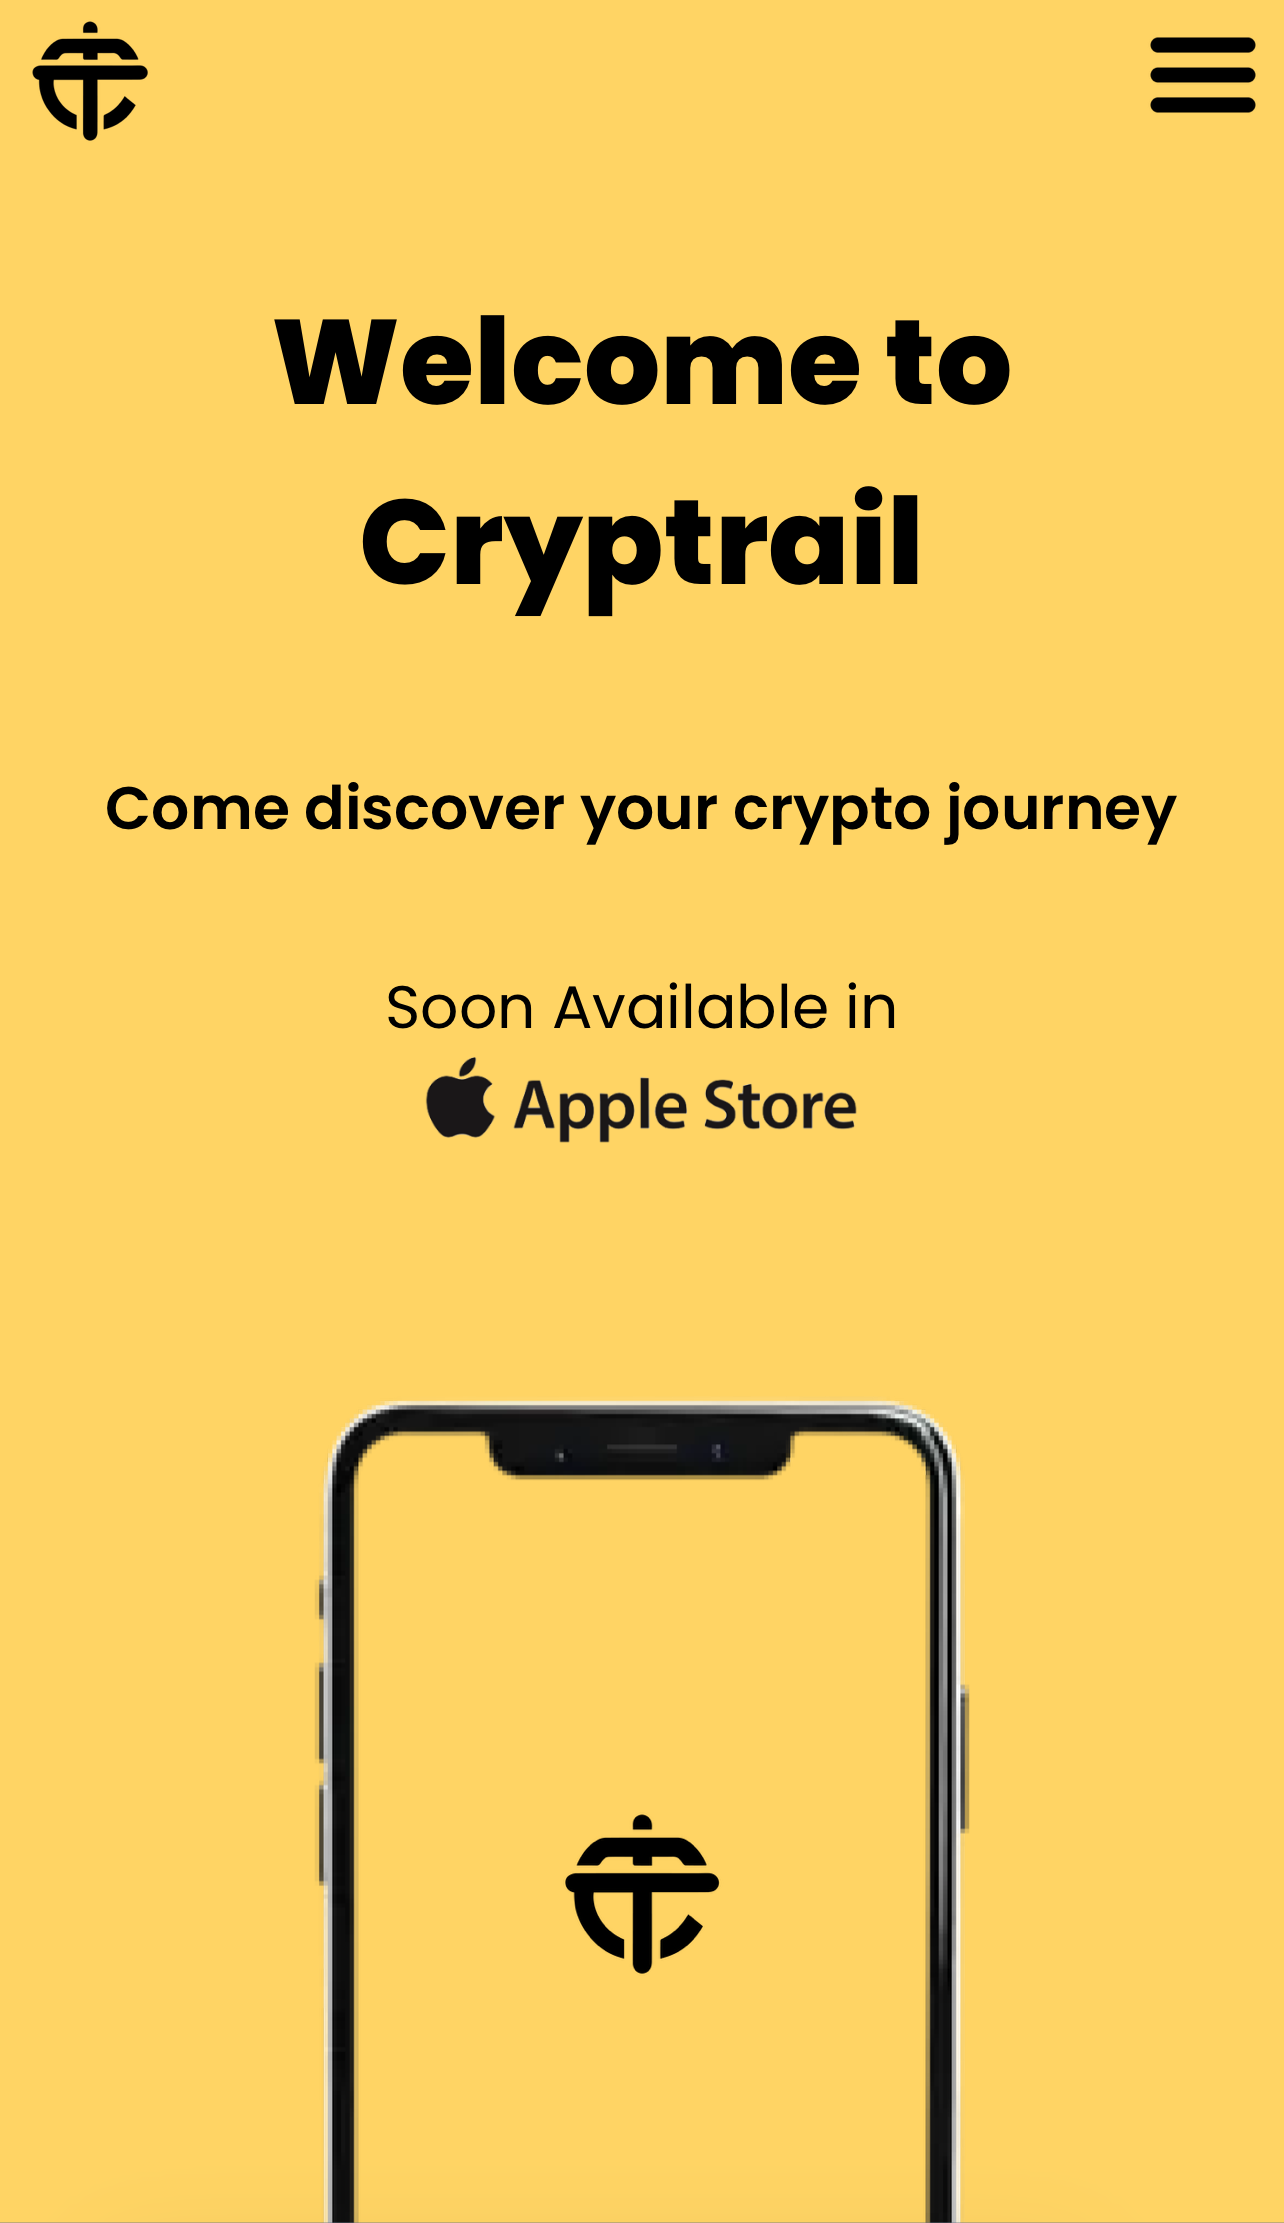 Welcome to
Cryptrail
Come discover your crypto journey
Soon Available in
Apple Store